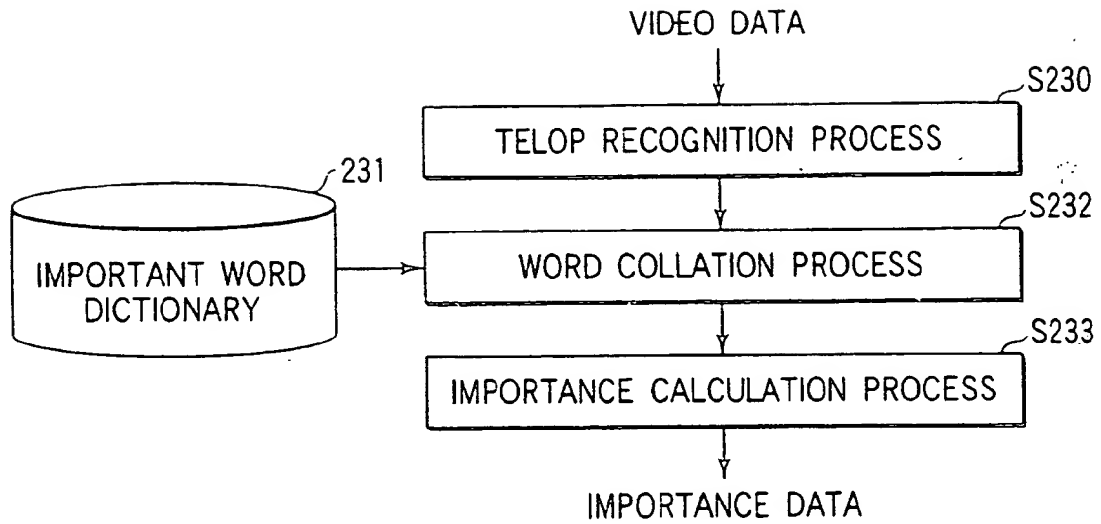 VIDEO DATA
S230
TELOP RECOGNITION PROCESS
231
S232
IMPORTANT WORD
DICTIONARY
WORD COLLATION PROCESS
S233
IMPORTANCE CALCULATION PROCESS
IMPORTANCE DATA